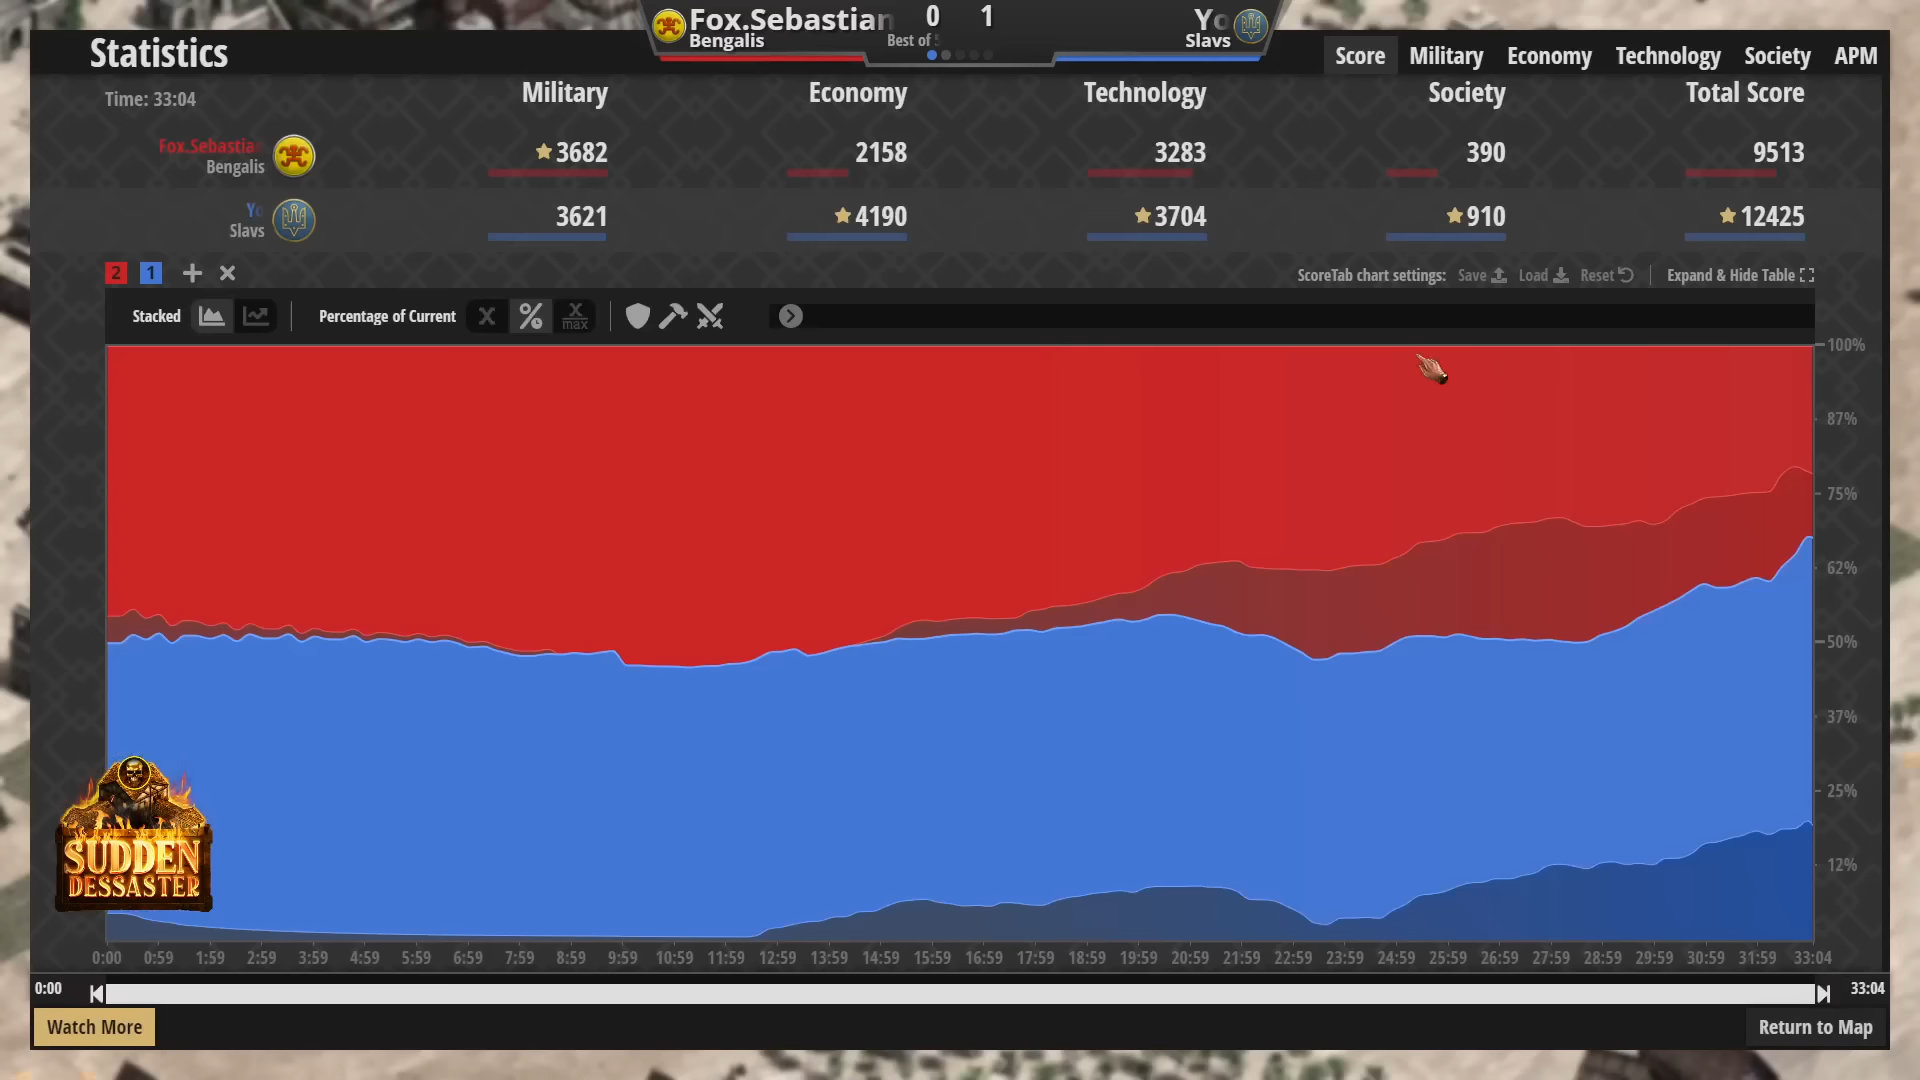 Fox.Sebastian 0 1 Yo
Bengalis Best of 5 Slavs
Statistics
Score Military Economy Technology Society APM
Time: 33:04 Military Economy Technology Society Total Score
Fox.Sebastia
Bengalis
3682 2158 3283 390 9513
Yo
Slavs
3621 4190 3704 910 12425
2 1
ScoreTab chart settings: Save Load Reset Expand & Hide Table
Stacked Percentage of Current x % x max
100%
87%
75%
62%
50%
37%
25%
12%
SUDDEN
DESSASTER
0:00 0:59 1:59 2:59 3:59 4:59 5:59 6:59 7:59 8:59 9:59 10:59 11:59 12:59 13:59 14:59 15:59 16:59 17:59 18:59 19:59 20:59 21:59 22:59 23:59 24:59 25:59 26:59 27:59 28:59 29:59 30:59 31:59 33:04
0:00 33:04
Watch More Return to Map